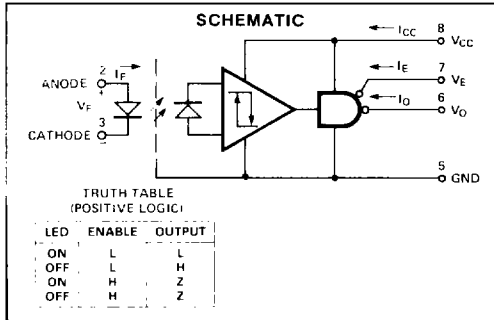 SCHEMATIC
ICC
8
VCC
IE
7
VE
2
IF
ANODE
+
IO
6
VO
VF
3
CATHODE
–
5
GND
TRUTH TABLE
(POSITIVE LOGIC)
LED ENABLE OUTPUT
ON L L
OFF L H
ON H Z
OFF H Z